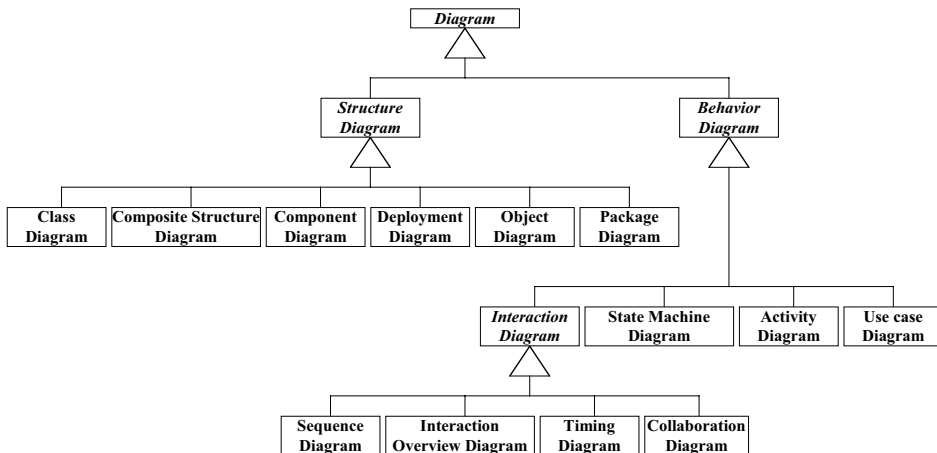 Diagram
Structure
Diagram
Behavior
Diagram
Class
Diagram
Composite Structure
Diagram
Component
Diagram
Deployment
Diagram
Object
Diagram
Package
Diagram
Interaction
Diagram
State Machine
Diagram
Activity
Diagram
Use case
Diagram
Sequence
Diagram
Interaction
Overview Diagram
Timing
Diagram
Collaboration
Diagram